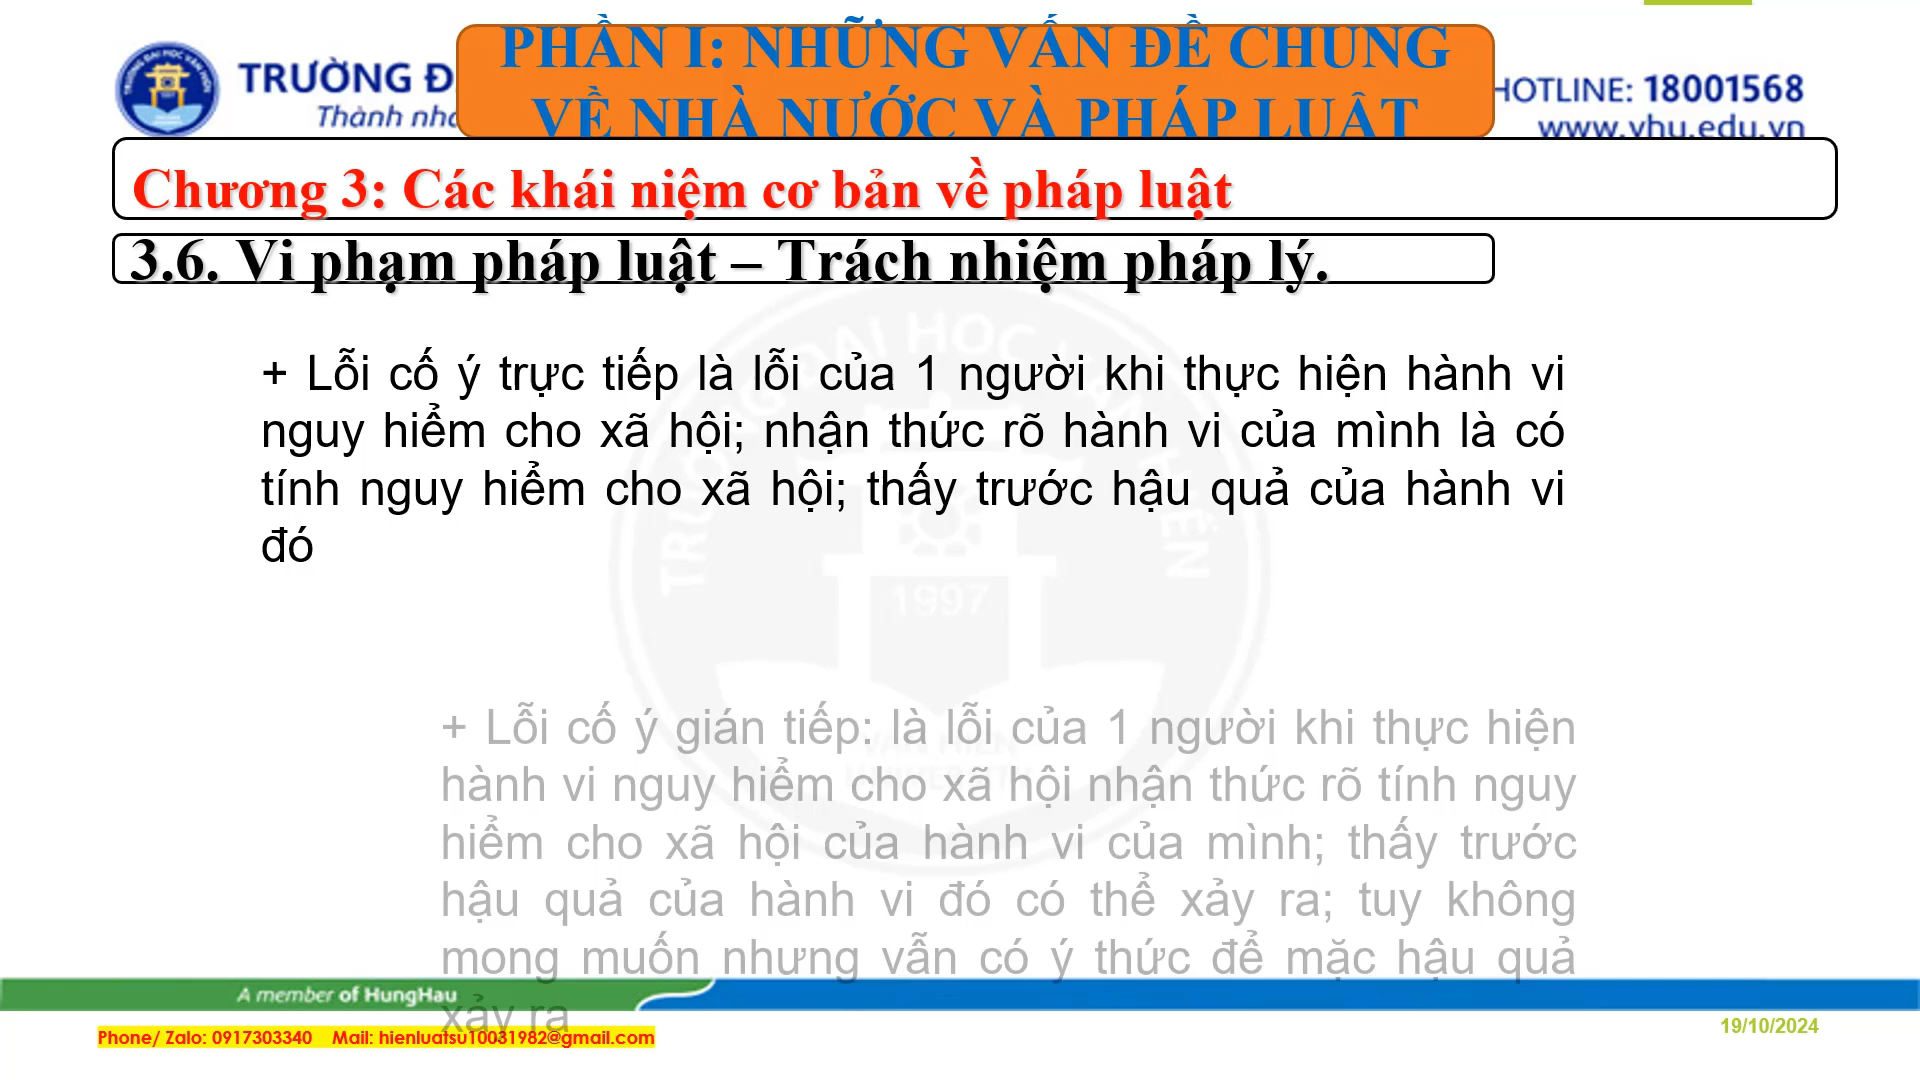 PHẦN I: NHỮNG VẤN ĐỀ CHUNG
VỀ NHÀ NƯỚC VÀ PHÁP LUẬT
TRƯỜNG Đ
Thành nhâ
HOTLINE: 18001568
www.vhu.edu.vn
Chương 3: Các khái niệm cơ bản về pháp luật
3.6. Vi phạm pháp luật – Trách nhiệm pháp lý.
+ Lỗi cố ý trực tiếp là lỗi của 1 người khi thực hiện hành vi
nguy hiểm cho xã hội; nhận thức rõ hành vi của mình là có
tính nguy hiểm cho xã hội; thấy trước hậu quả của hành vi
đó
1997
+ Lỗi cố ý gián tiếp: là lỗi của 1 người khi thực hiện
hành vi nguy hiểm cho xã hội nhận thức rõ tính nguy
hiểm cho xã hội của hành vi của mình; thấy trước
hậu quả của hành vi đó có thể xảy ra; tuy không
mong muốn nhưng vẫn có ý thức để mặc hậu quả
xảy ra
A member of HungHau
Phone/ Zalo: 0917303340 Mail: hienluatsu10031982@gmail.com
19/10/2024